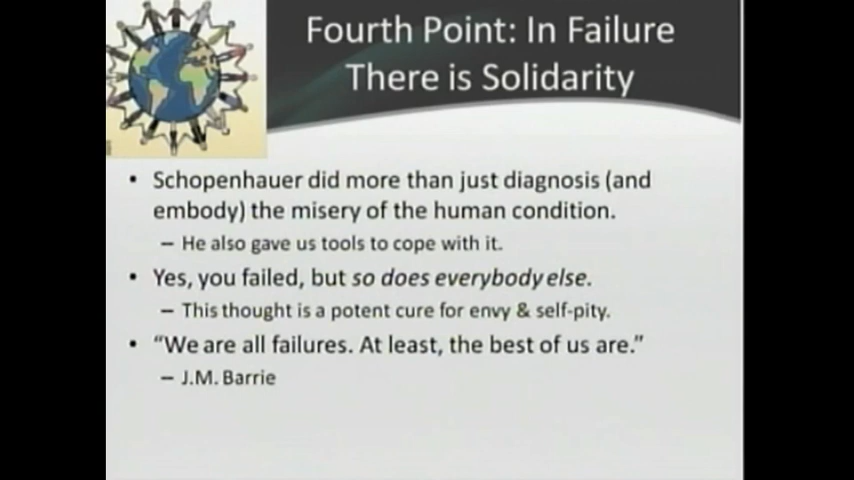 Fourth Point: In Failure
There is Solidarity
• Schopenhauer did more than just diagnosis (and
embody) the misery of the human condition.
– He also gave us tools to cope with it.
• Yes, you failed, but so does everybody else.
– This thought is a potent cure for envy & self-pity.
• “We are all failures. At least, the best of us are.”
– J.M. Barrie